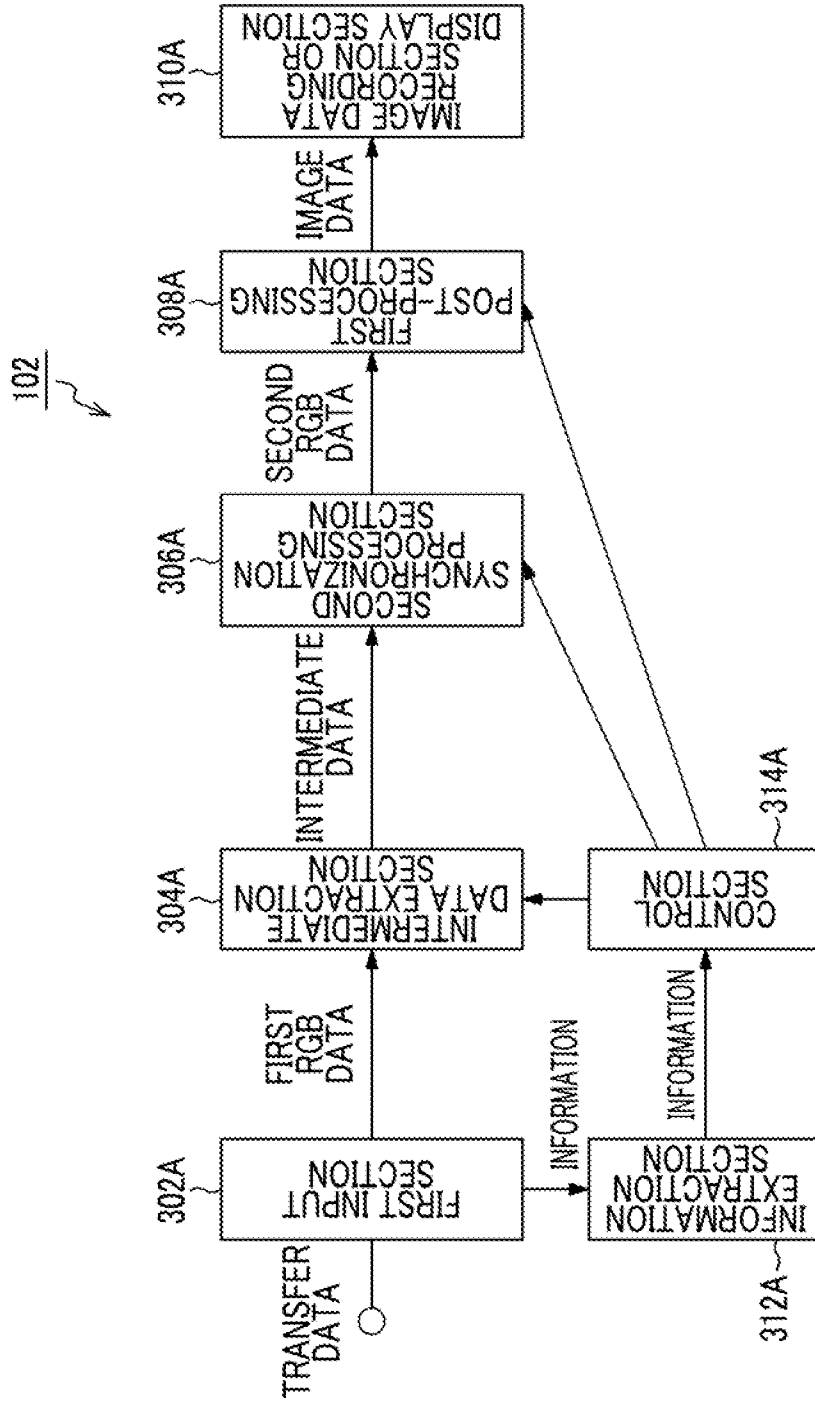 102
302A
304A
306A
308A
310A
TRANSFER
DATA
FIRST INPUT
SECTION
FIRST
RGB
DATA
INTERMEDIATE
DATA EXTRACTION
SECTION
INTERMEDIATE
DATA
SECOND
SYNCHRONIZATION
PROCESSING
SECTION
SECOND
RGB
DATA
FIRST
POST-PROCESSING
SECTION
IMAGE
DATA
IMAGE DATA
RECORDING
SECTION OR
DISPLAY SECTION
INFORMATION
INFORMATION
EXTRACTION
SECTION
312A
INFORMATION
CONTROL
SECTION
314A